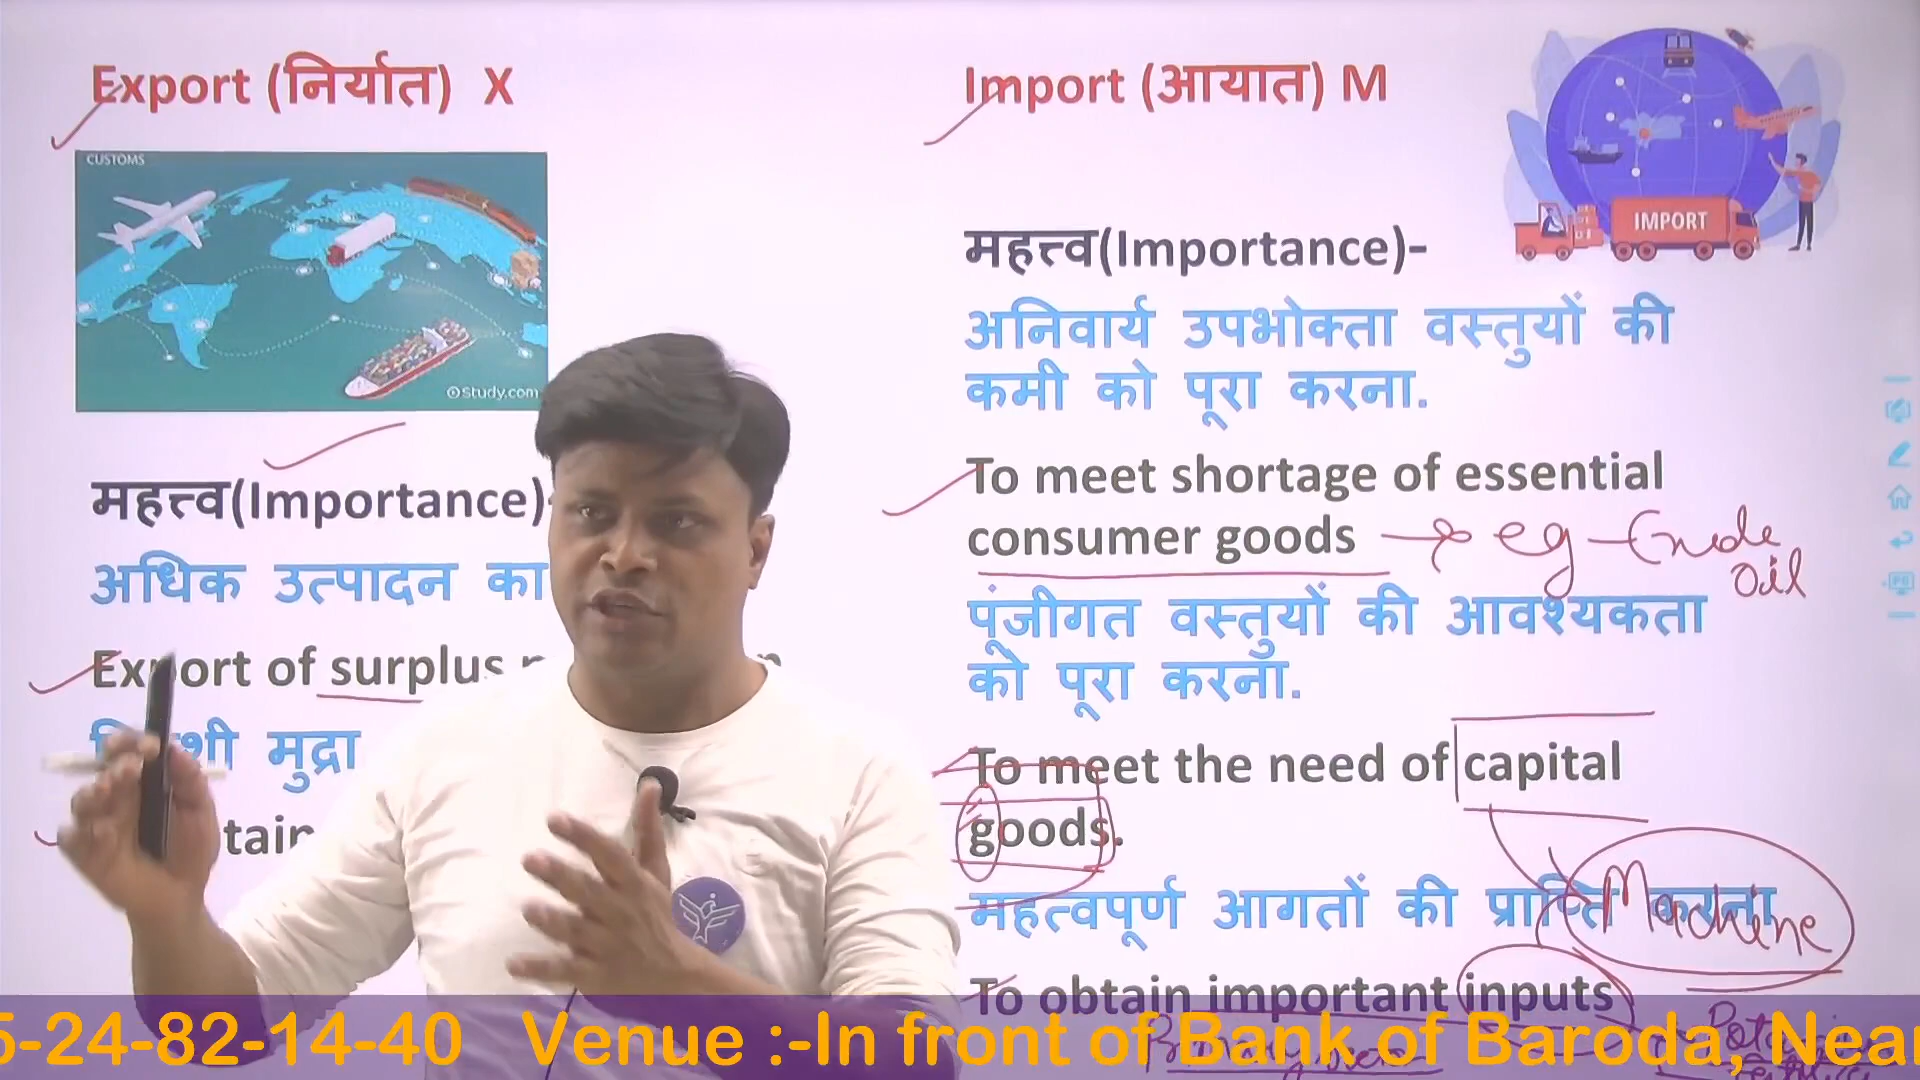 Export (निर्यात) X
CUSTOMS
Study.com
महत्त्व(Importance)
अधिक उत्पादन का
Export of surplus
मुद्रा
Import (आयात) M
IMPORT
महत्त्व(Importance)-
अनिवार्य उपभोक्ता वस्तुयों की
कमी को पूरा करना.
To meet shortage of essential
consumer goods → eg - Crude
Oil
पूंजीगत वस्तुयों की आवश्यकता
को पूरा करना.
To meet the need of capital
goods.
महत्वपूर्ण आगतों की प्राप्ति करना
Machine
To obtain important inputs
5-24-82-14-40 Venue :-In front of Bank of Baroda, Near